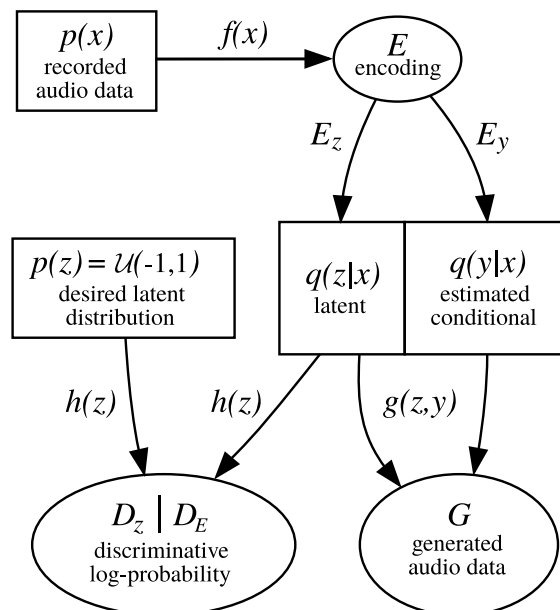 p(x)
recorded
audio data
f(x)
E
encoding
E_z
E_y
p(z) = U(-1,1)
desired latent
distribution
q(z|x)
latent
q(y|x)
estimated
conditional
h(z)
h(z)
g(z,y)
D_z | D_E
discriminative
log-probability
G
generated
audio data